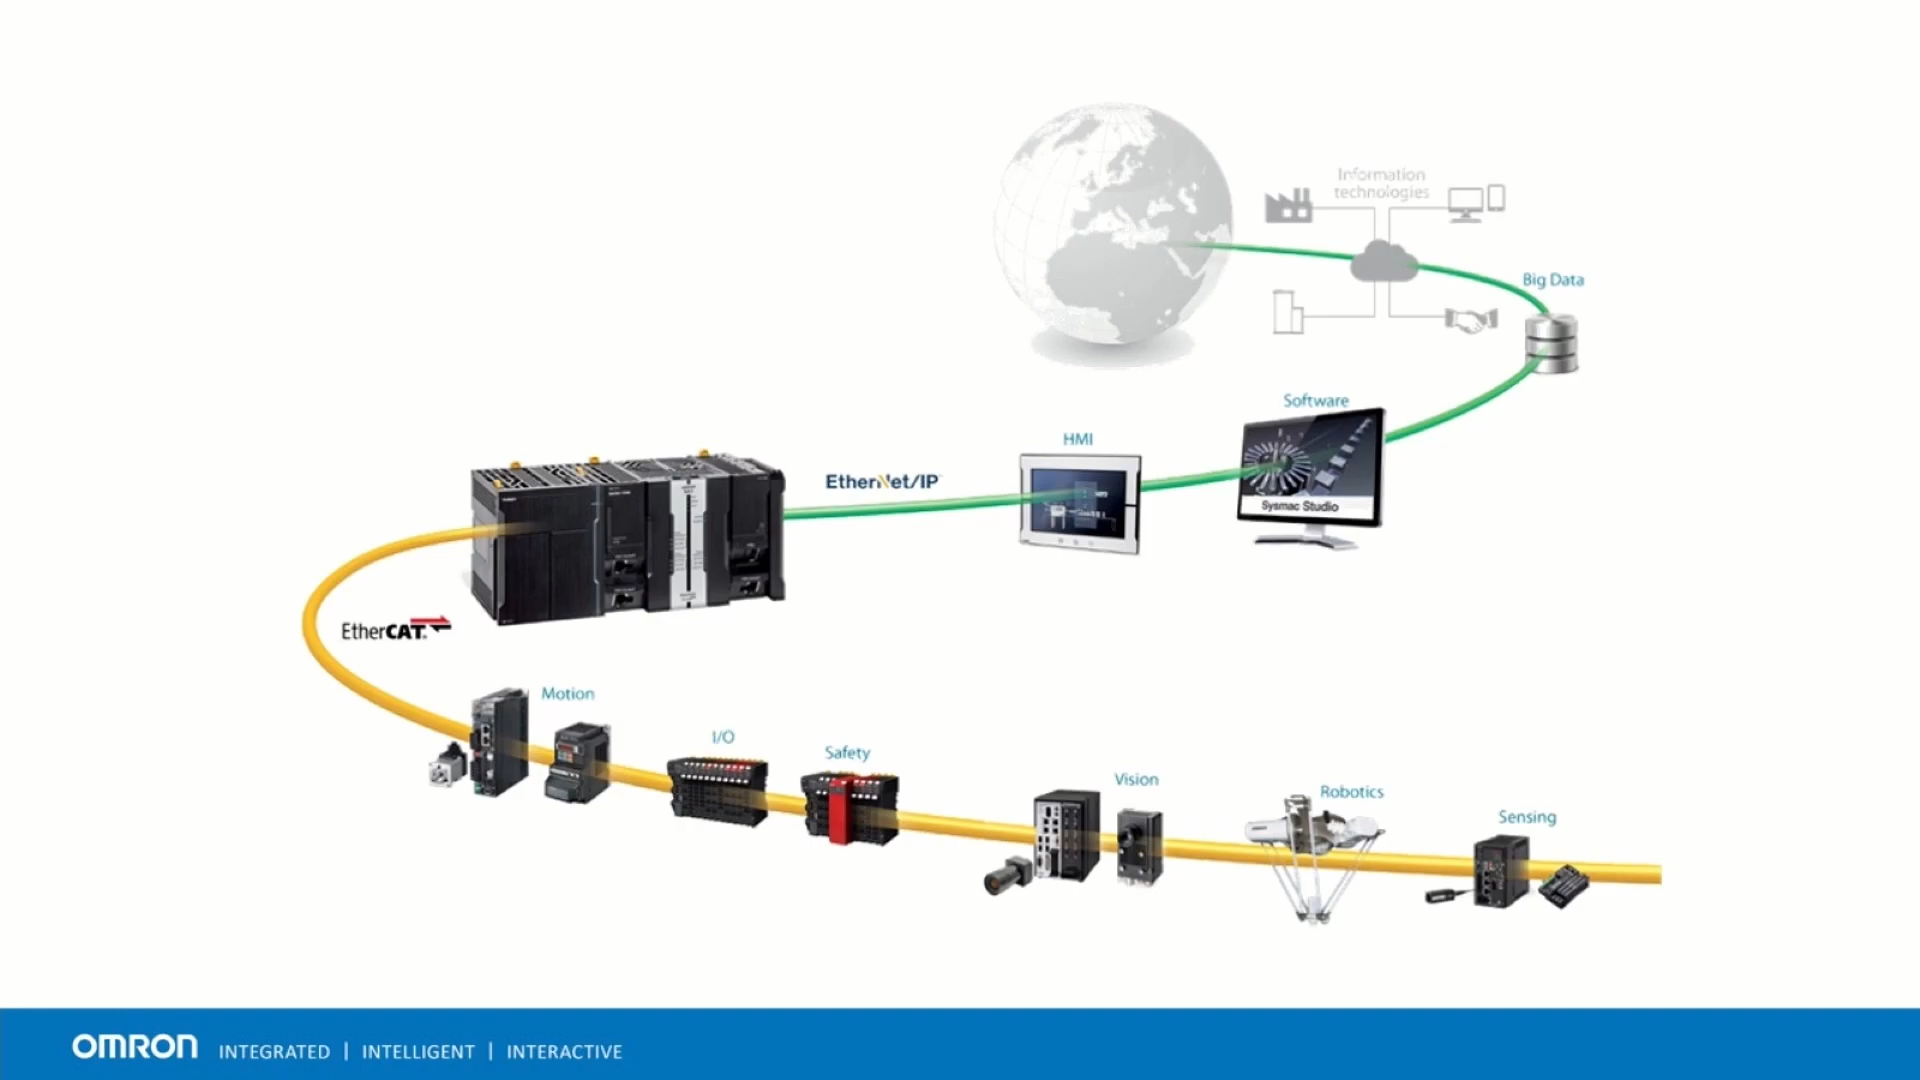 Information
technologies
Big Data
Software
HMI
EtherNet/IP
Sysmac Studio
EtherCAT
Motion
I/O
Safety
Vision
Robotics
Sensing
OMRON INTEGRATED | INTELLIGENT | INTERACTIVE